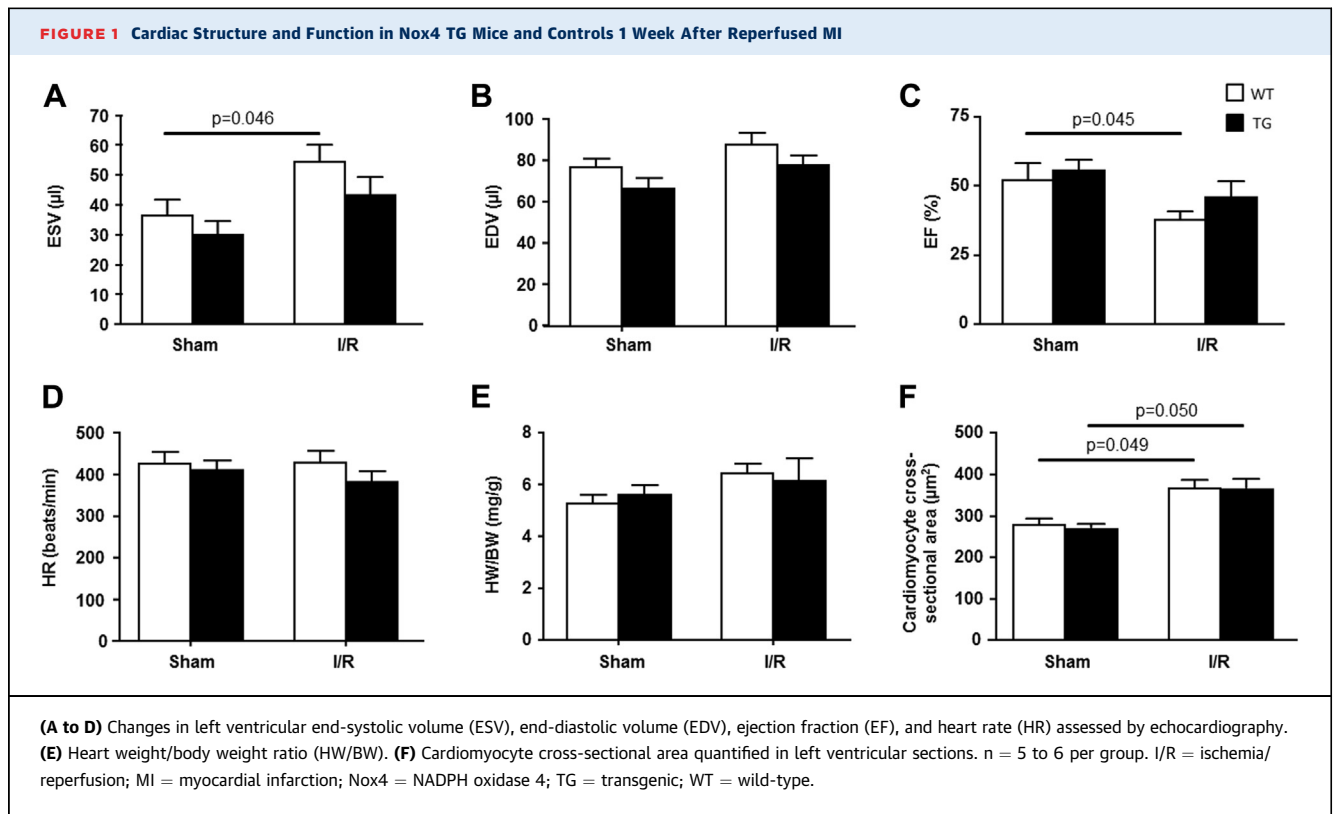 FIGURE 1 Cardiac Structure and Function in Nox4 TG Mice and Controls 1 Week After Reperfused MI
A
p=0.046
ESV (µl)
70
60
50
40
30
20
10
0
Sham I/R
B
EDV (µl)
100
80
60
40
20
0
Sham I/R
C
WT
TG
p=0.045
EF (%)
75
50
25
0
Sham I/R
D
HR (beats/min)
500
400
300
200
100
0
Sham I/R
E
HW/BW (mg/g)
8
6
4
2
0
Sham I/R
F
p=0.050
p=0.049
Cardiomyocyte cross-
sectional area (µm²)
500
400
300
200
100
0
Sham I/R
(A to D) Changes in left ventricular end-systolic volume (ESV), end-diastolic volume (EDV), ejection fraction (EF), and heart rate (HR) assessed by echocardiography.
(E) Heart weight/body weight ratio (HW/BW). (F) Cardiomyocyte cross-sectional area quantified in left ventricular sections. n = 5 to 6 per group. I/R = ischemia/
reperfusion; MI = myocardial infarction; Nox4 = NADPH oxidase 4; TG = transgenic; WT = wild-type.